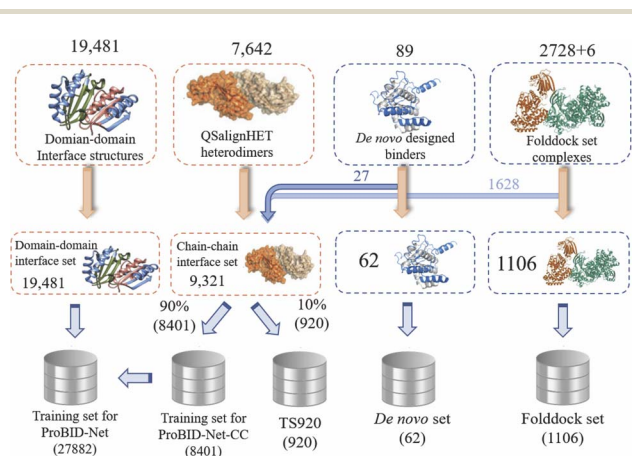 19,481
7,642
89
2728+6
Domian-domain
Interface structures
QSalignHET
heterodimers
De novo designed
binders
Folddock set
complexes
27
1628
Domain-domain
interface set
19,481
Chain-chain
interface set
9,321
62
1106
90%
(8401)
10%
(920)
Training set for
ProBID-Net
(27882)
Training set for
ProBID-Net-CC
(8401)
TS920
(920)
De novo set
(62)
Folddock set
(1106)